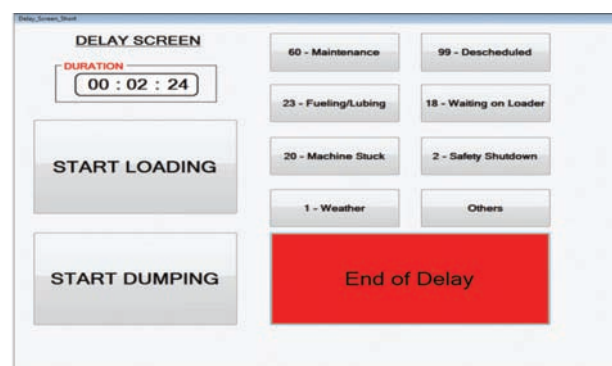 Delay_Screen_Short
DELAY SCREEN
DURATION
00 : 02 : 24
START LOADING
START DUMPING
60 - Maintenance
99 - Descheduled
23 - Fueling/Lubing
18 - Waiting on Loader
20 - Machine Stuck
2 - Safety Shutdown
1 - Weather
Others
End of Delay